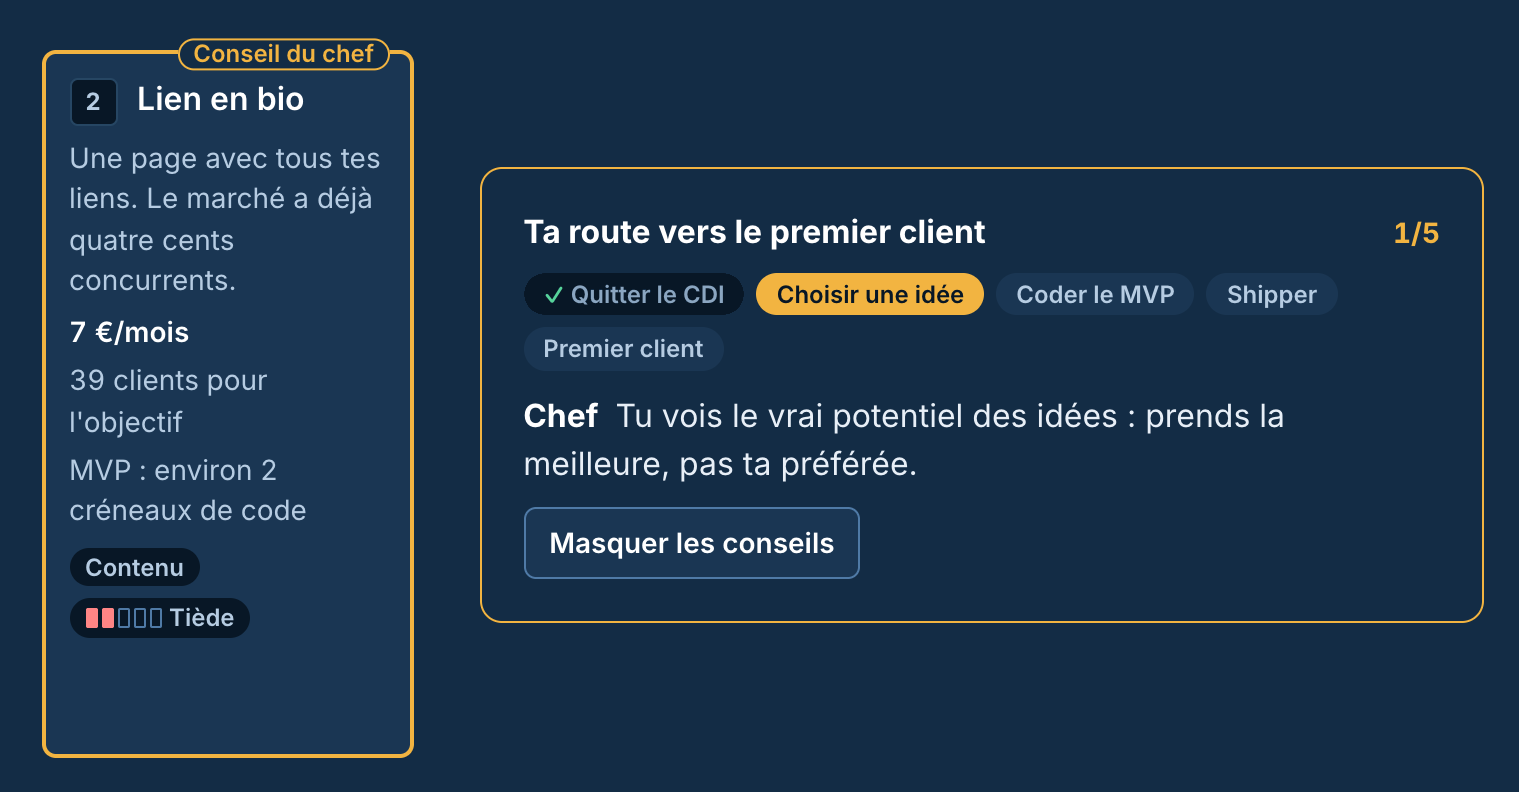 Conseil du chef
2 Lien en bio
Une page avec tous tes
liens. Le marché a déjà
quatre cents
concurrents.
7 €/mois
39 clients pour
l'objectif
MVP : environ 2
créneaux de code
Contenu
Tiède
Ta route vers le premier client 1/5
✓ Quitter le CDI Choisir une idée Coder le MVP Shipper
Premier client
Chef Tu vois le vrai potentiel des idées : prends la
meilleure, pas ta préférée.
Masquer les conseils